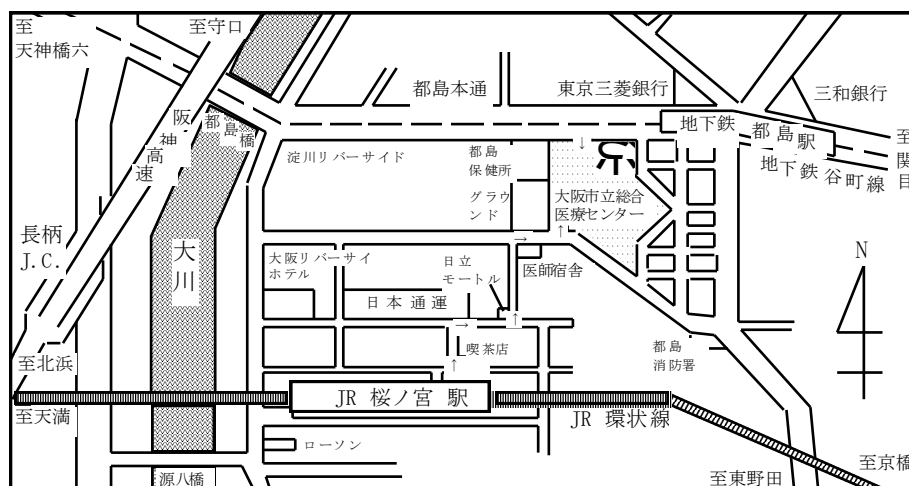 至
天神橋六
至守口
都島本通
東京三菱銀行
三和銀行
阪神高速
都島橋
地下鉄
都島駅
地下鉄谷町線
至関目
淀川リバーサイド
都島
保健所
グラウ
ンド
大阪市立総合
医療センター
長柄
J.C.
大川
大阪リバーサイ
ホテル
日立
モートル
医師宿舎
N
日本通運
喫茶店
都島
消防署
至北浜
至天満
JR 桜ノ宮 駅
JR 環状線
ローソン
源八橋
至東野田
至京橋